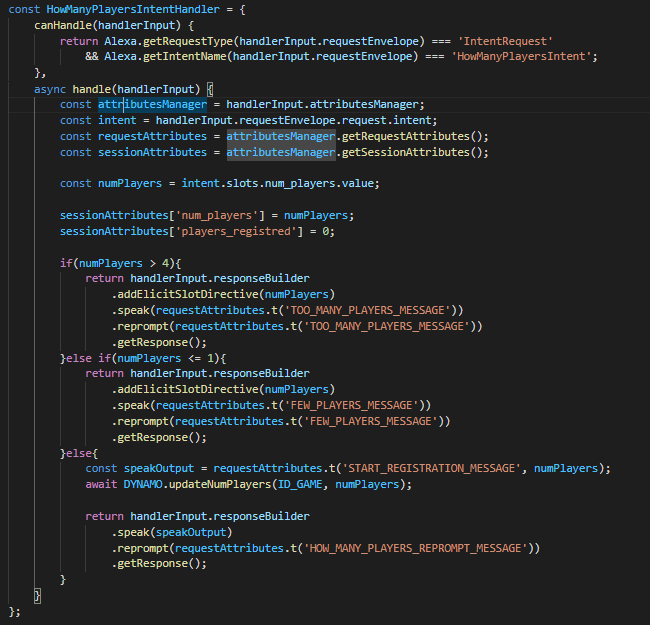 const HowManyPlayersIntentHandler = {
    canHandle(handlerInput) {
        return Alexa.getRequestType(handlerInput.requestEnvelope) === 'IntentRequest'
            && Alexa.getIntentName(handlerInput.requestEnvelope) === 'HowManyPlayersIntent';
    },
    async handle(handlerInput) {
        const attributesManager = handlerInput.attributesManager;
        const intent = handlerInput.requestEnvelope.request.intent;
        const requestAttributes = attributesManager.getRequestAttributes();
        const sessionAttributes = attributesManager.getSessionAttributes();

        const numPlayers = intent.slots.num_players.value;

        sessionAttributes['num_players'] = numPlayers;
        sessionAttributes['players_registred'] = 0;

        if(numPlayers > 4){
            return handlerInput.responseBuilder
                .addElicitSlotDirective(numPlayers)
                .speak(requestAttributes.t('TOO_MANY_PLAYERS_MESSAGE'))
                .reprompt(requestAttributes.t('TOO_MANY_PLAYERS_MESSAGE'))
                .getResponse();
        }else if(numPlayers <= 1){
            return handlerInput.responseBuilder
                .addElicitSlotDirective(numPlayers)
                .speak(requestAttributes.t('FEW_PLAYERS_MESSAGE'))
                .reprompt(requestAttributes.t('FEW_PLAYERS_MESSAGE'))
                .getResponse();
        }else{
            const speakOutput = requestAttributes.t('START_REGISTRATION_MESSAGE', numPlayers);
            await DYNAMO.updateNumPlayers(ID_GAME, numPlayers);

            return handlerInput.responseBuilder
                .speak(speakOutput)
                .reprompt(requestAttributes.t('HOW_MANY_PLAYERS_REPROMPT_MESSAGE'))
                .getResponse();
        }
    }
};